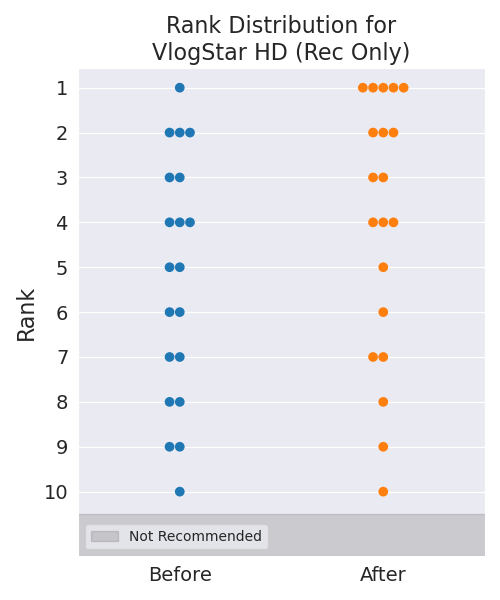 Rank Distribution for
VlogStar HD (Rec Only)
Rank
1
2
3
4
5
6
7
8
9
10
Not Recommended
Before
After